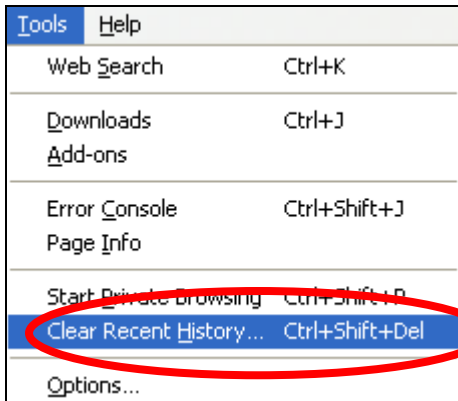 Tools Help
Web Search Ctrl+K
Downloads Ctrl+J
Add-ons
Error Console Ctrl+Shift+J
Page Info
Start Private Browsing Ctrl+Shift+P
Clear Recent History... Ctrl+Shift+Del
Options...